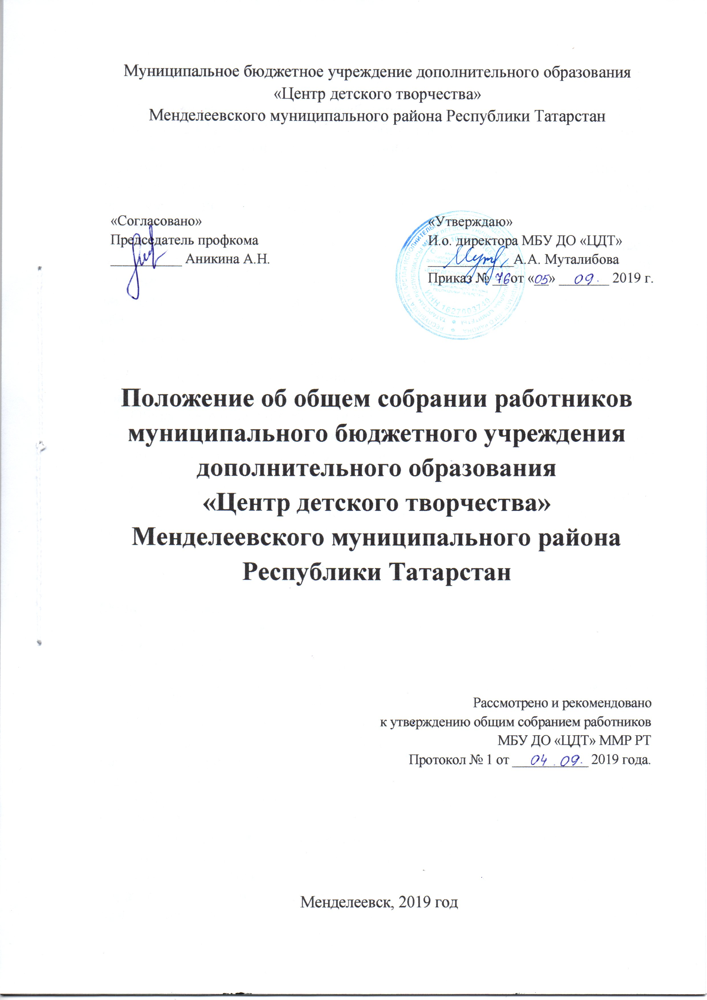 Муниципальное бюджетное учреждение дополнительного образования
«Центр детского творчества»
Менделеевского муниципального района Республики Татарстан
«Согласовано»
Председатель профкома
__________ Аникина А.Н.
«Утверждаю»
И.о. директора МБУ ДО «ЦДТ»
____________А.А. Муталибова
Приказ № 76 от «05» 09. 2019 г.
ИНН 1627003740
Положение об общем собрании работников
муниципального бюджетного учреждения
дополнительного образования
«Центр детского творчества»
Менделеевского муниципального района
Республики Татарстан
Рассмотрено и рекомендовано
к утверждению общим собранием работников
МБУ ДО «ЦДТ» ММР РТ
Протокол № 1 от 04.09. 2019 года.
Менделеевск, 2019 год